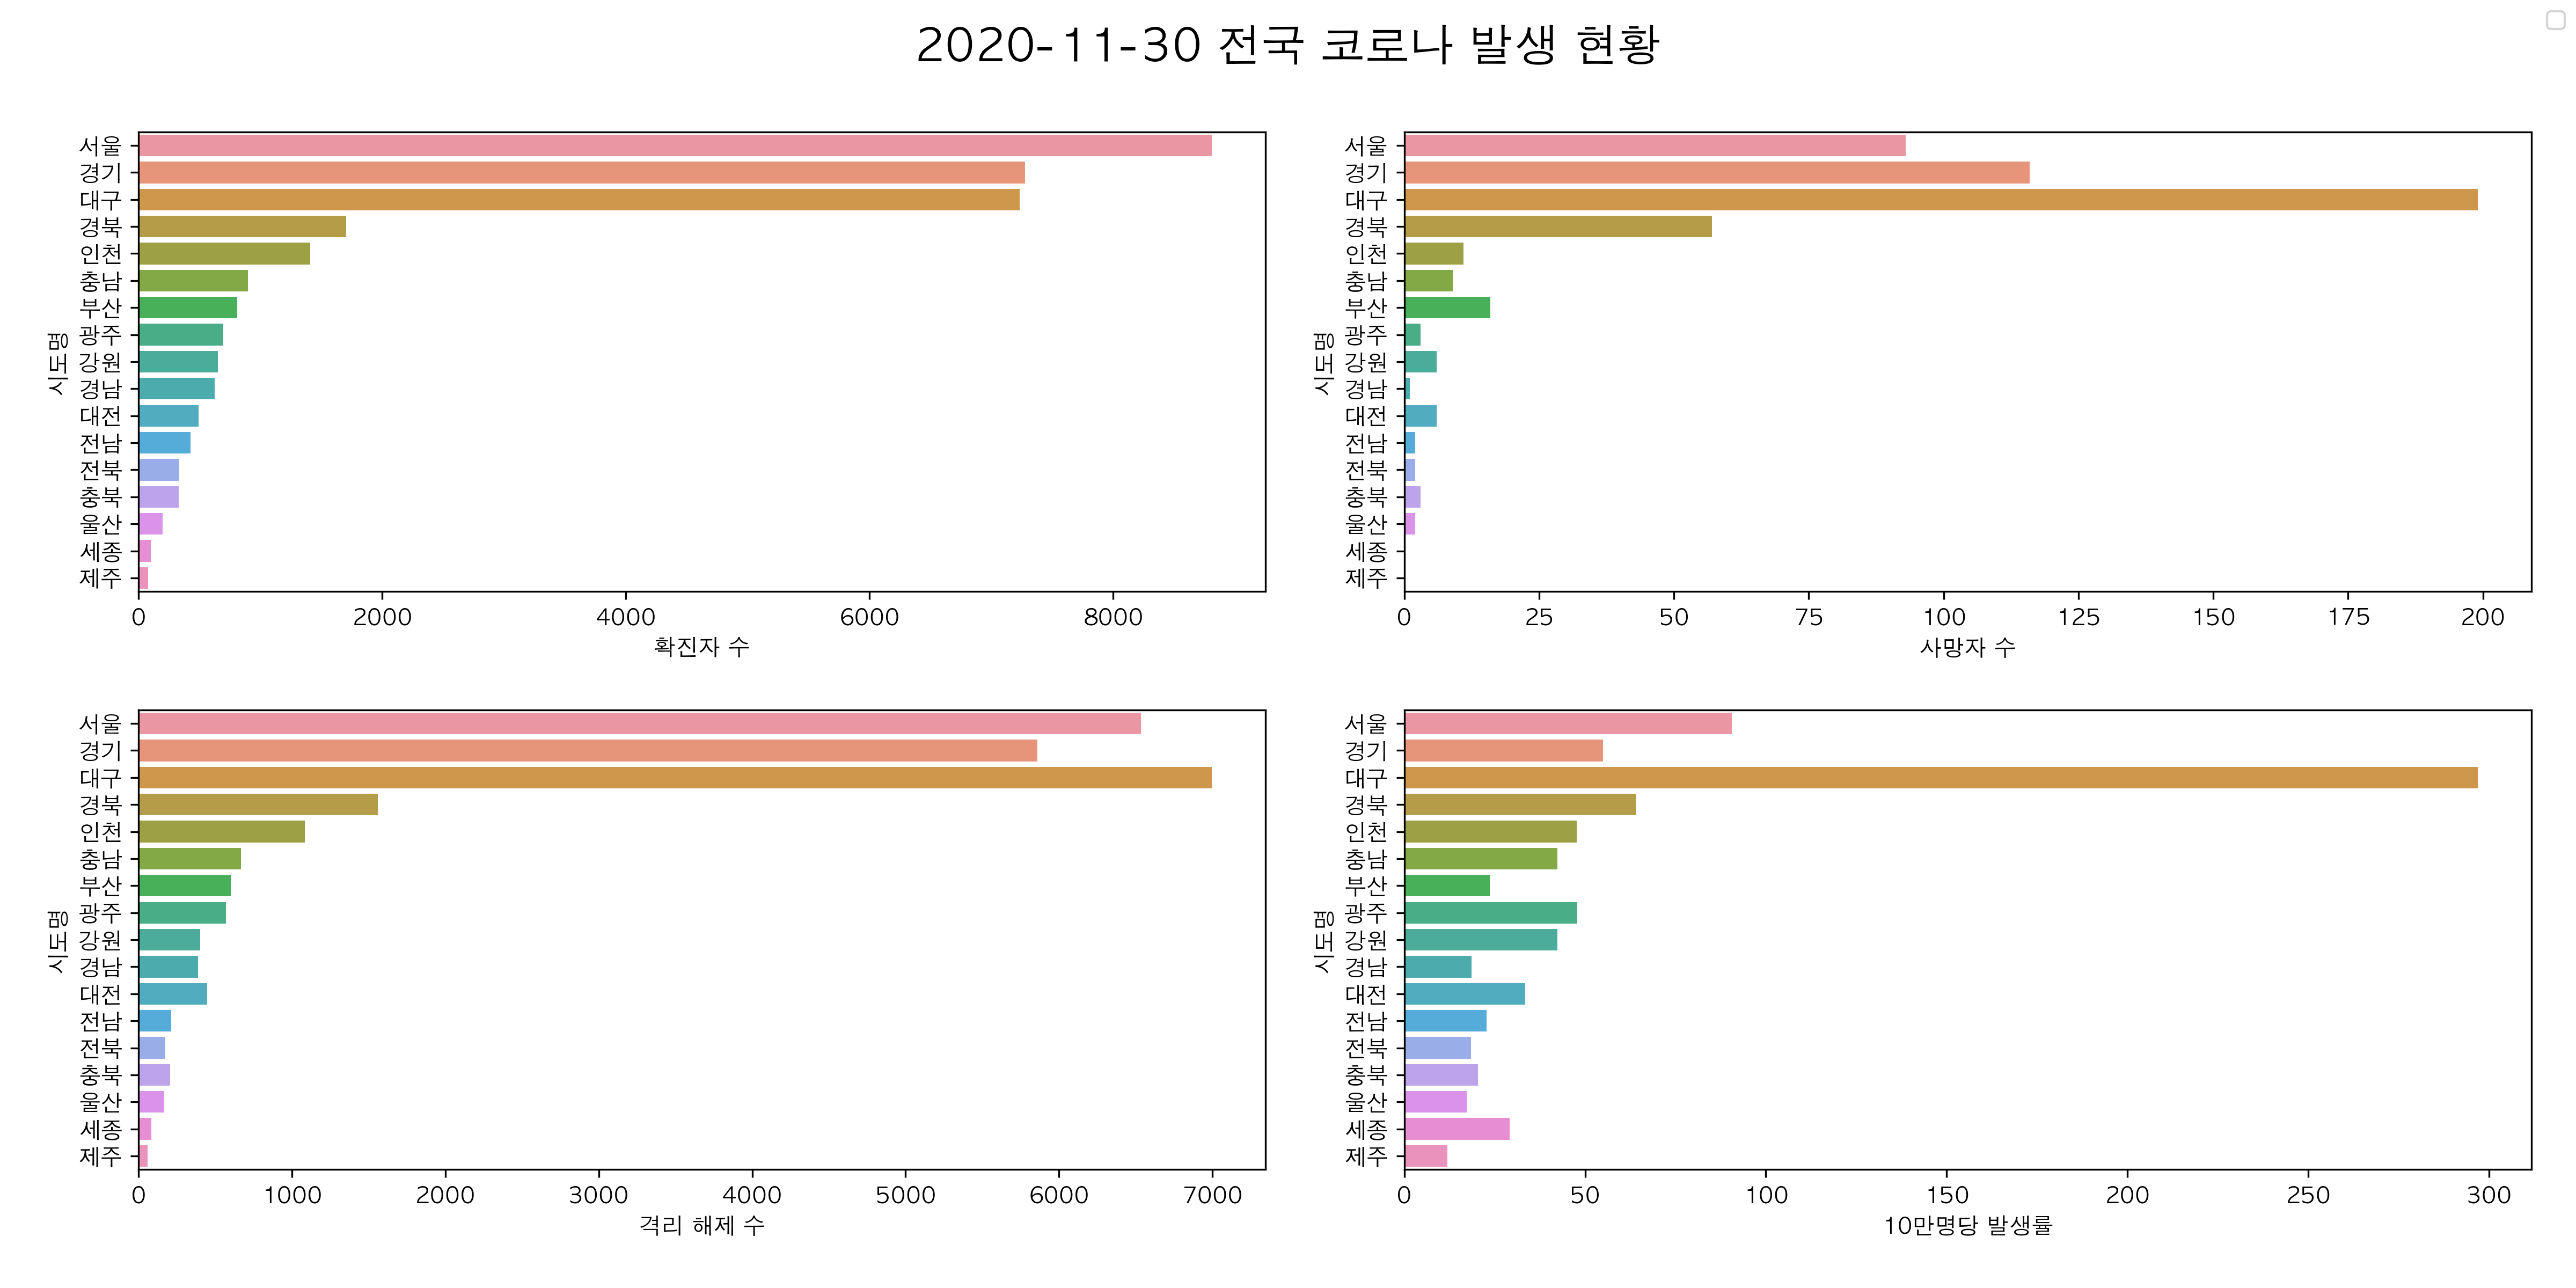 2020-11-30 전국 코로나 발생 현황
시도명
서울
경기
대구
경북
인천
충남
부산
광주
강원
경남
대전
전남
전북
충북
울산
세종
제주
0 2000 4000 6000 8000
확진자 수
시도명
서울
경기
대구
경북
인천
충남
부산
광주
강원
경남
대전
전남
전북
충북
울산
세종
제주
0 25 50 75 100 125 150 175 200
사망자 수
시도명
서울
경기
대구
경북
인천
충남
부산
광주
강원
경남
대전
전남
전북
충북
울산
세종
제주
0 1000 2000 3000 4000 5000 6000 7000
격리 해제 수
시도명
서울
경기
대구
경북
인천
충남
부산
광주
강원
경남
대전
전남
전북
충북
울산
세종
제주
0 50 100 150 200 250 300
10만명당 발생률